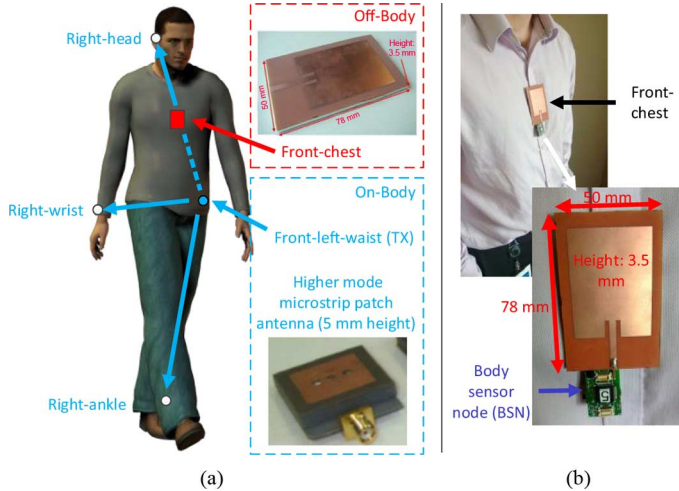 Right-head
Off-Body
Height:
3.5 mm
50 mm
78 mm
Front-chest
Right-wrist
On-Body
Front-left-waist (TX)
Higher mode
microstrip patch
antenna (5 mm height)
Right-ankle
(a)
Front-
chest
50 mm
Height: 3.5
mm
78 mm
Body
sensor
node (BSN)
(b)